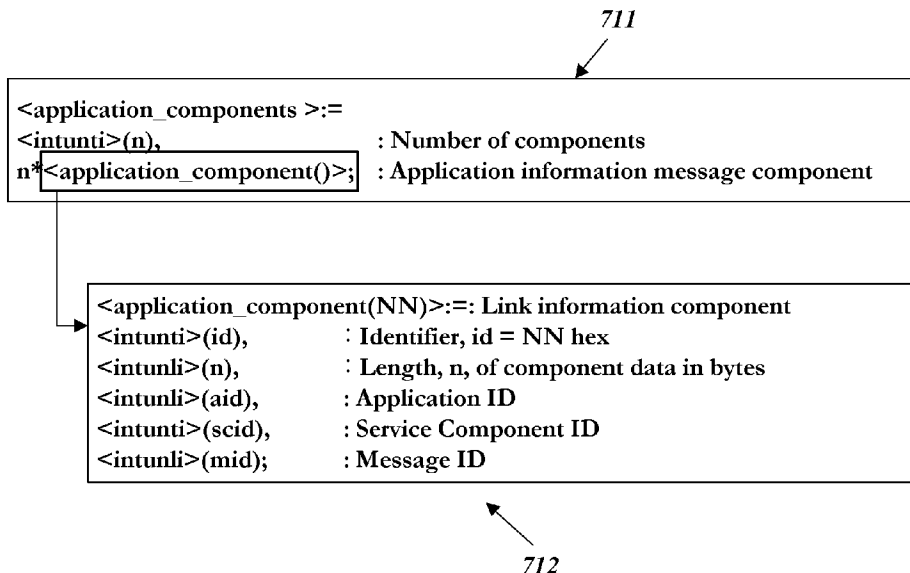 711
<application_components >:=
<intunti>(n), : Number of components
n*<application_component()>; : Application information message component
<application_component(NN)>:=: Link information component
<intunti>(id), : Identifier, id = NN hex
<intunli>(n), : Length, n, of component data in bytes
<intunli>(aid), : Application ID
<intunti>(scid), : Service Component ID
<intunli>(mid); : Message ID
712